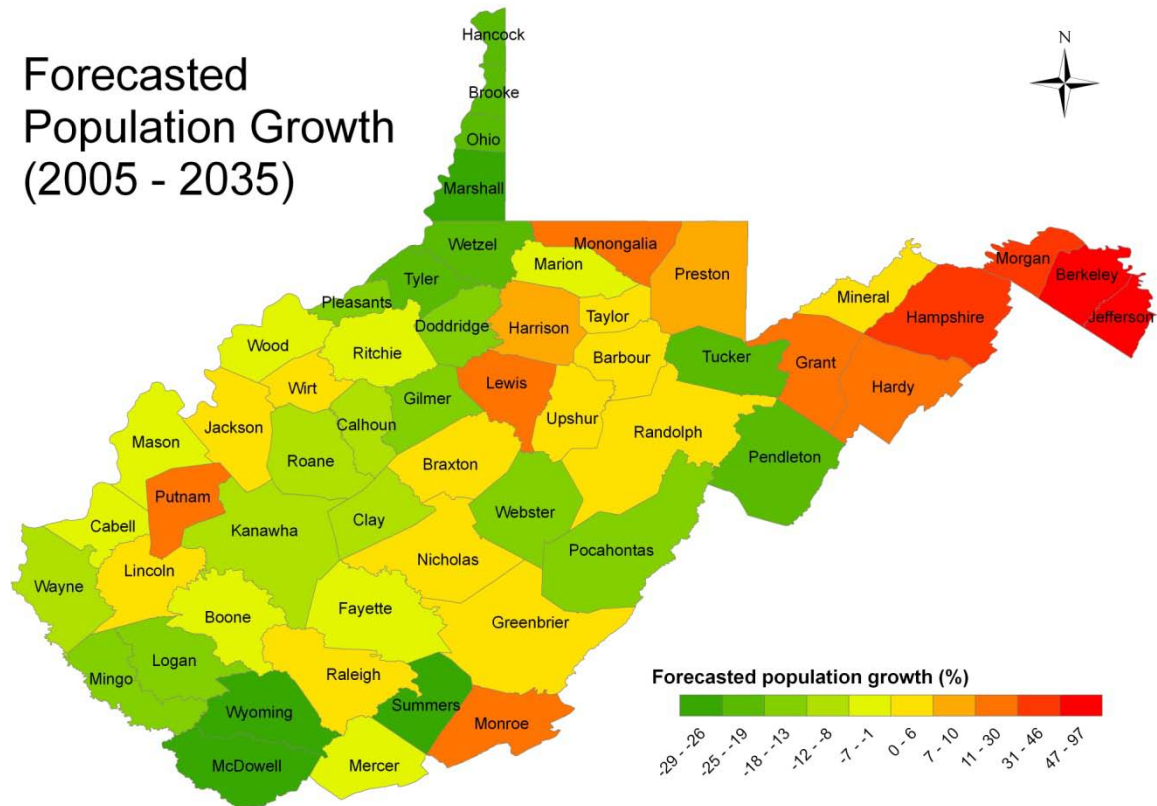 Forecasted
Population Growth
(2005 - 2035)
N
Hancock
Brooke
Ohio
Marshall
Wetzel
Monongalia
Marion
Preston
Morgan
Berkeley
Jefferson
Tyler
Pleasants
Doddridge
Harrison
Taylor
Mineral
Hampshire
Wood
Ritchie
Barbour
Tucker
Grant
Hardy
Wirt
Lewis
Gilmer
Upshur
Jackson
Calhoun
Randolph
Mason
Roane
Braxton
Pendleton
Putnam
Cabell
Kanawha
Clay
Webster
Pocahontas
Nicholas
Wayne
Lincoln
Boone
Fayette
Greenbrier
Logan
Mingo
Raleigh
Wyoming
Summers
Monroe
McDowell
Mercer
Forecasted population growth (%)
-29 - -26
-25 - -19
-18 - -13
-12 - -8
-7 - -1
0 - 6
7 - 10
11 - 30
31 - 46
47 - 97